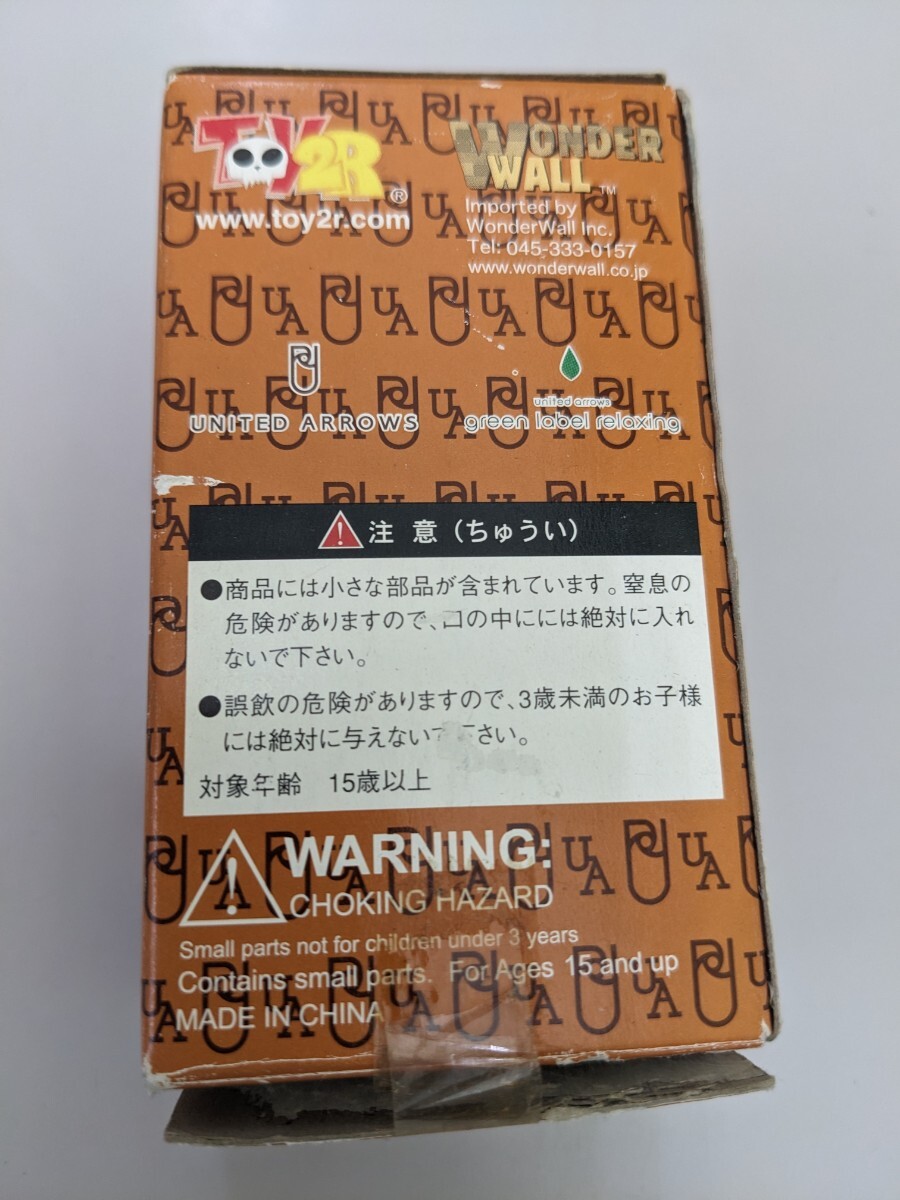 TOY2R®
www.toy2r.com
WONDER
WALL™
Imported by
WonderWall Inc.
Tel: 045-333-0157
www.wonderwall.co.jp
UNITED ARROWS
united arrows
green label relaxing
注 意 (ちゅうい)
●商品には小さな部品が含まれています。窒息の
危険がありますので、口の中にには絶対に入れ
ないで下さい。
●誤飲の危険がありますので、3歳未満のお子様
には絶対に与えないで下さい。
対象年齢 15歳以上
WARNING:
CHOKING HAZARD
Small parts not for children under 3 years
Contains small parts. For Ages 15 and up
MADE IN CHINA